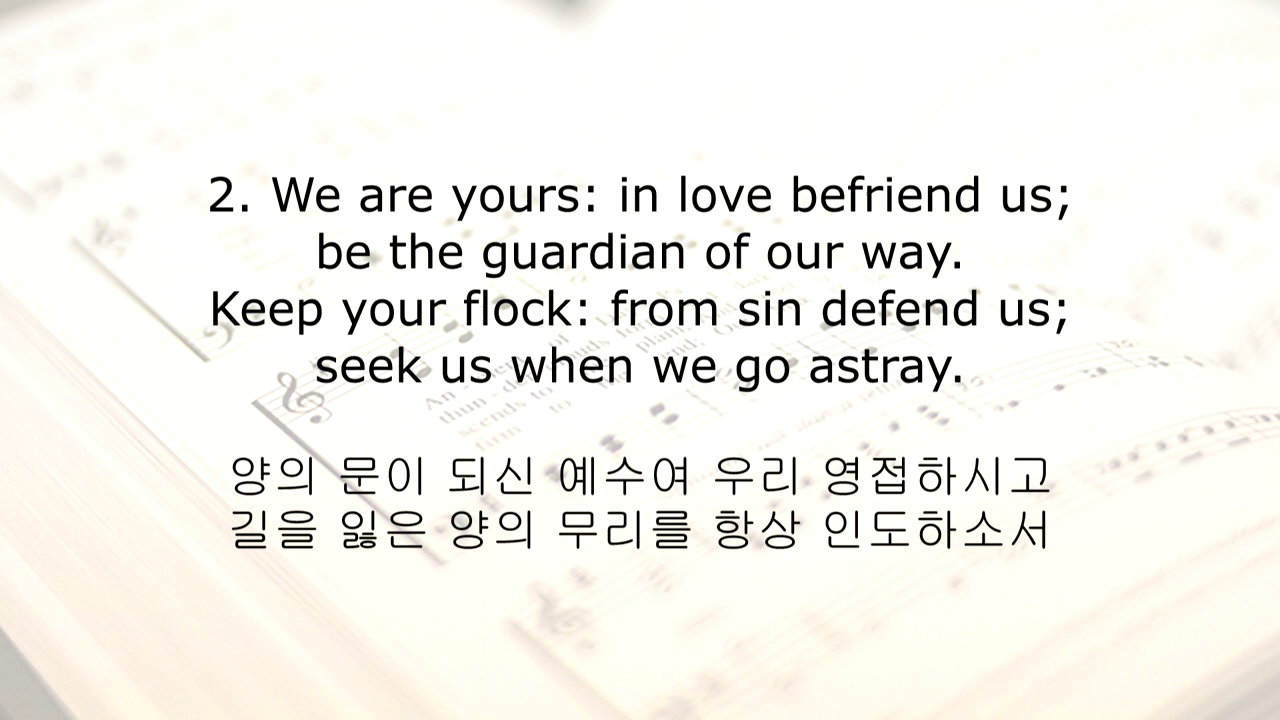 2. We are yours: in love befriend us;
be the guardian of our way.
Keep your flock: from sin defend us;
seek us when we go astray.
양의 문이 되신 예수여 우리 영접하시고
길을 잃은 양의 무리를 항상 인도하소서